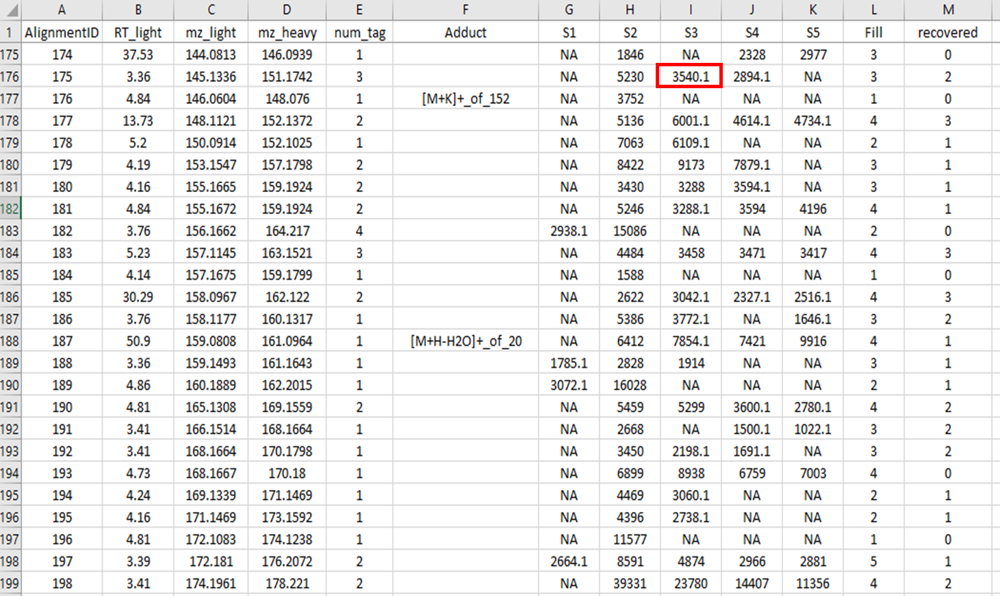 A B C D E F G H I J K L M
1 AlignmentID RT_light mz_light mz_heavy num_tag Adduct S1 S2 S3 S4 S5 Fill recovered
175 174 37.53 144.0813 146.0939 1 NA 1846 NA 2328 2977 3 0
176 175 3.36 145.1336 151.1742 3 NA 5230 3540.1 2894.1 NA 3 2
177 176 4.84 146.0604 148.076 1 [M+K]+_of_152 NA 3752 NA NA NA 1 0
178 177 13.73 148.1121 152.1372 2 NA 5136 6001.1 4614.1 4734.1 4 3
179 178 5.2 150.0914 152.1025 1 NA 7063 6109.1 NA NA 2 1
180 179 4.19 153.1547 157.1798 2 NA 8422 9173 7879.1 NA 3 1
181 180 4.16 155.1665 159.1924 2 NA 3430 3288 3594.1 NA 3 1
182 181 4.84 155.1672 159.1924 2 NA 5246 3288.1 3594 4196 4 1
183 182 3.76 156.1662 164.217 4 2938.1 15086 NA NA NA 2 0
184 183 5.23 157.1145 163.1521 3 NA 4484 3458 3471 3417 4 3
185 184 4.14 157.1675 159.1799 1 NA 1588 NA NA NA 1 0
186 185 30.29 158.0967 162.122 2 NA 2622 3042.1 2327.1 2516.1 4 3
187 186 3.76 158.1177 160.1317 1 NA 5386 3772.1 NA 1646.1 3 2
188 187 50.9 159.0808 161.0964 1 [M+H-H2O]+_of_20 NA 6412 7854.1 7421 9916 4 1
189 188 3.36 159.1493 161.1643 1 1785.1 2828 1914 NA NA 3 1
190 189 4.86 160.1889 162.2015 1 3072.1 16028 NA NA NA 2 1
191 190 4.81 165.1308 169.1559 2 NA 5459 5299 3600.1 2780.1 4 2
192 191 3.41 166.1514 168.1664 1 NA 2668 NA 1500.1 1022.1 3 2
193 192 3.41 168.1664 170.1798 1 NA 3450 2198.1 1691.1 NA 3 2
194 193 4.73 168.1667 170.18 1 NA 6899 8938 6759 7003 4 0
195 194 4.24 169.1339 171.1469 1 NA 4469 3060.1 NA NA 2 1
196 195 4.16 171.1469 173.1592 1 NA 4396 2738.1 NA NA 2 1
197 196 4.81 172.1083 174.1238 1 NA 11577 NA NA NA 1 0
198 197 3.39 172.181 176.2072 2 2664.1 8591 4874 2966 2881 5 1
199 198 3.41 174.1961 178.221 2 NA 39331 23780 14407 11356 4 2